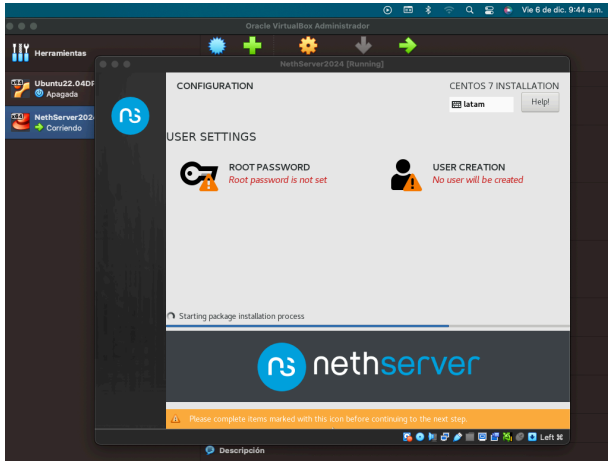 Vie 6 de dic. 9:44 a.m.
Oracle VirtualBox Administrador
Herramientas
NethServer2024 [Running]
Ubuntu22.04DF
Apagada
NethServer202
Corriendo
CONFIGURATION
CENTOS 7 INSTALLATION
latam
Help!
USER SETTINGS
ROOT PASSWORD
Root password is not set
USER CREATION
No user will be created
Starting package installation process
nethserver
Please complete items marked with this icon before continuing to the next step.
Left ⌘
Descripción